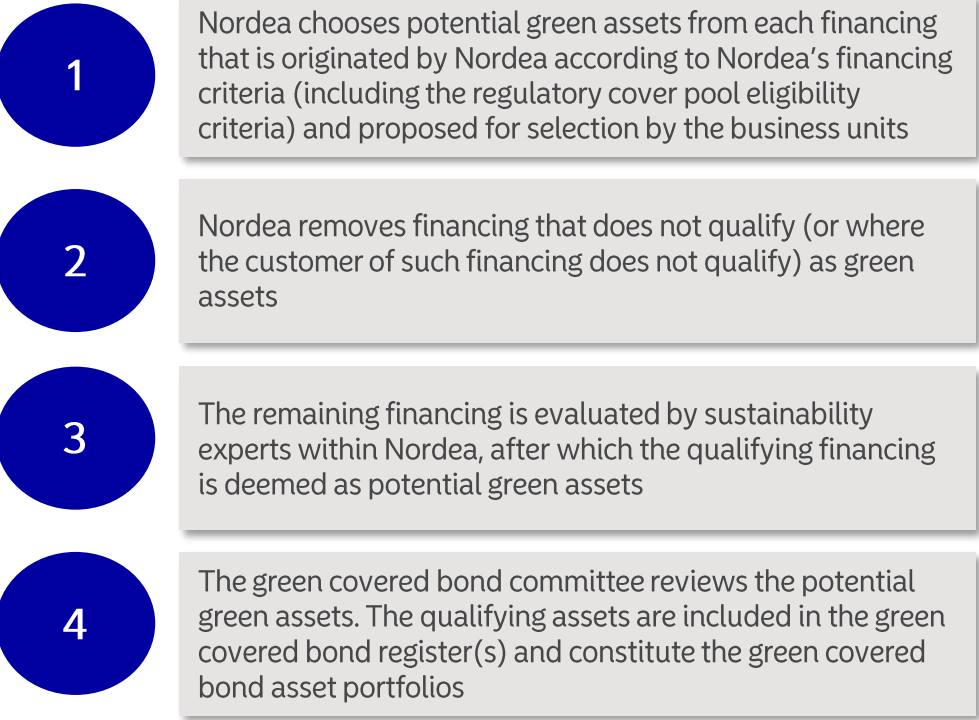 1
Nordea chooses potential green assets from each financing
that is originated by Nordea according to Nordea's financing
criteria (including the regulatory cover pool eligibility
criteria) and proposed for selection by the business units
2
Nordea removes financing that does not qualify (or where
the customer of such financing does not qualify) as green
assets
3
The remaining financing is evaluated by sustainability
experts within Nordea, after which the qualifying financing
is deemed as potential green assets
4
The green covered bond committee reviews the potential
green assets. The qualifying assets are included in the green
covered bond register(s) and constitute the green covered
bond asset portfolios